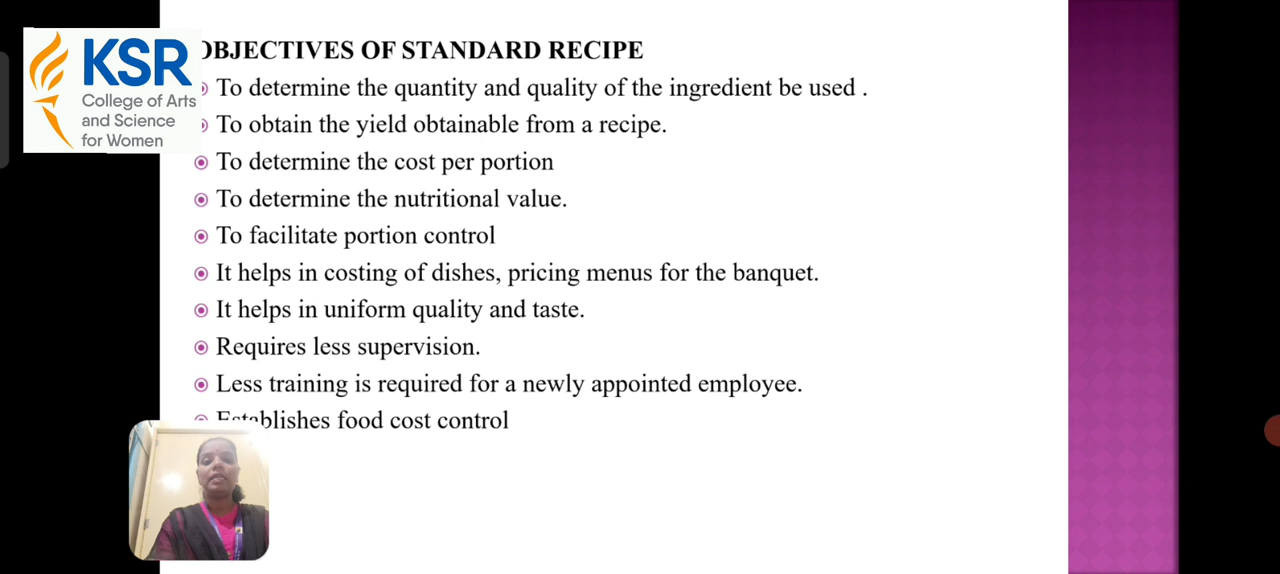 KSR
College of Arts
and Science
for Women
OBJECTIVES OF STANDARD RECIPE
To determine the quantity and quality of the ingredient be used .
To obtain the yield obtainable from a recipe.
To determine the cost per portion
To determine the nutritional value.
To facilitate portion control
It helps in costing of dishes, pricing menus for the banquet.
It helps in uniform quality and taste.
Requires less supervision.
Less training is required for a newly appointed employee.
Establishes food cost control